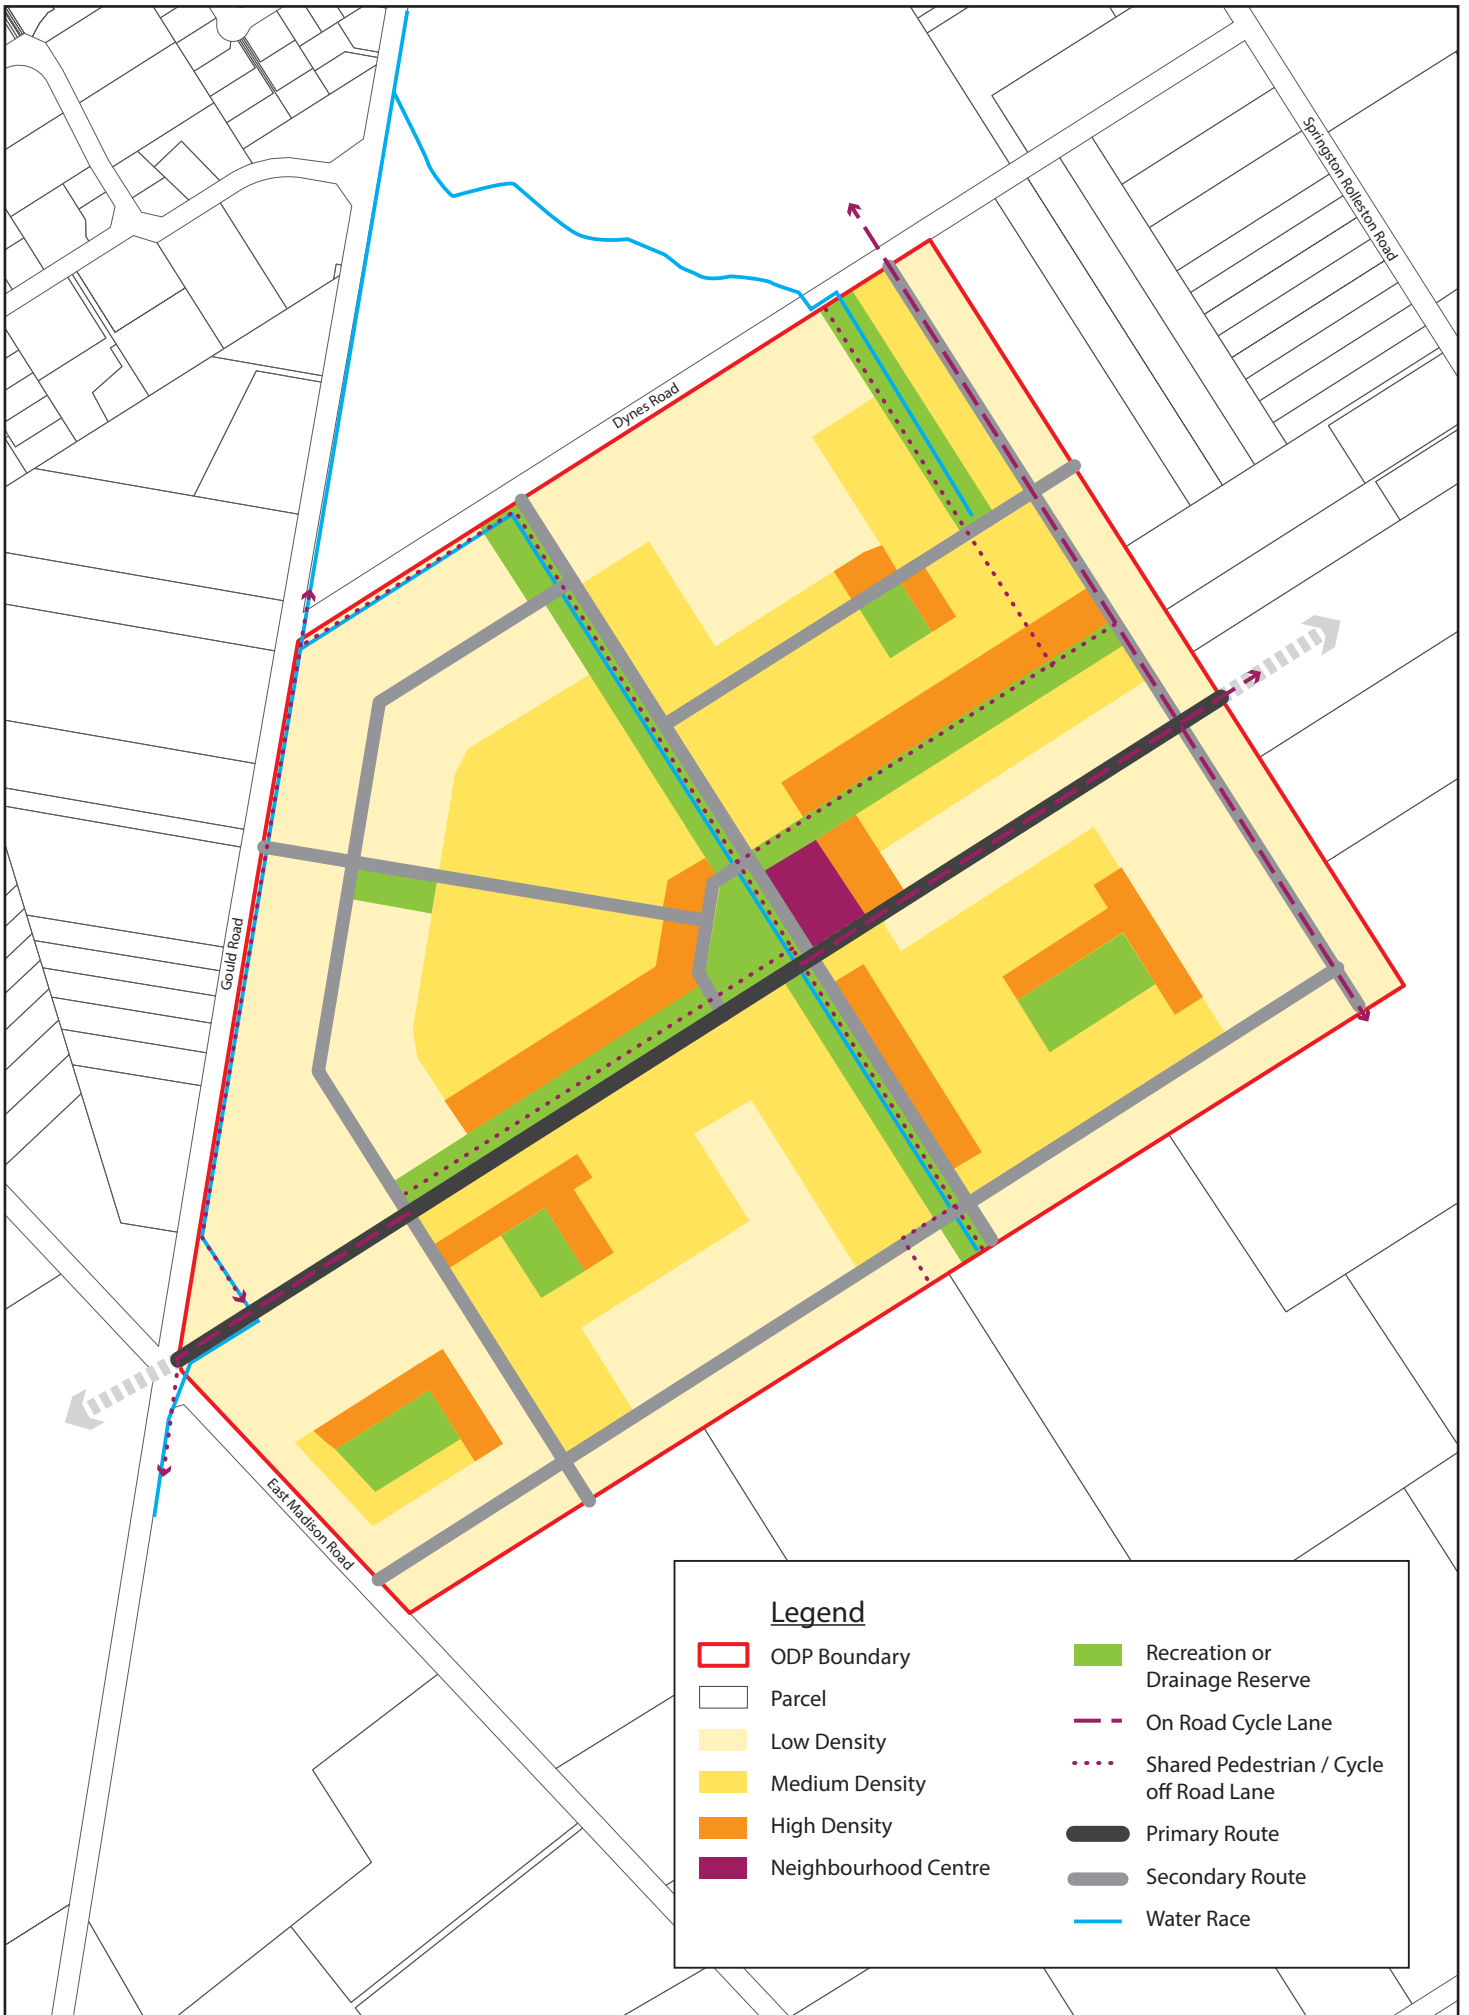 Springston Rolleston Road
Dynes Road
Gould Road
East Madison Road
Legend
ODP Boundary
Parcel
Low Density
Medium Density
High Density
Neighbourhood Centre
Recreation or
Drainage Reserve
On Road Cycle Lane
Shared Pedestrian / Cycle
off Road Lane
Primary Route
Secondary Route
Water Race